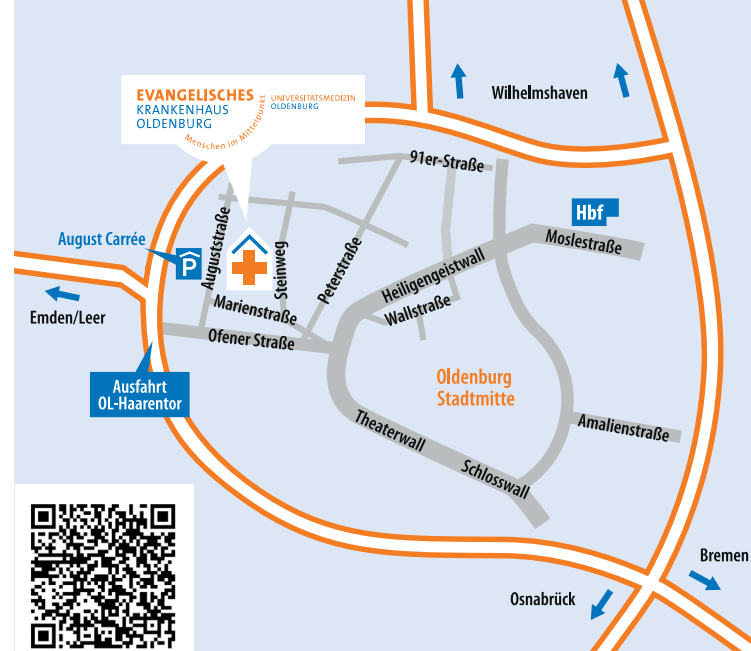 EVANGELISCHES
KRANKENHAUS
OLDENBURG
UNIVERSITÄTSMEDIZIN
OLDENBURG
Menschen im Mittelpunkt
Wilhelmshaven
91er-Straße
Hbf
Moslestraße
August Carrée
P
Auguststraße
Steinweg
Peterstraße
Heiligengeistwall
Wallstraße
Marienstraße
Emden/Leer
Ofener Straße
Ausfahrt
OL-Haarentor
Oldenburg
Stadtmitte
Theaterwall
Schlosswall
Amalienstraße
Bremen
Osnabrück